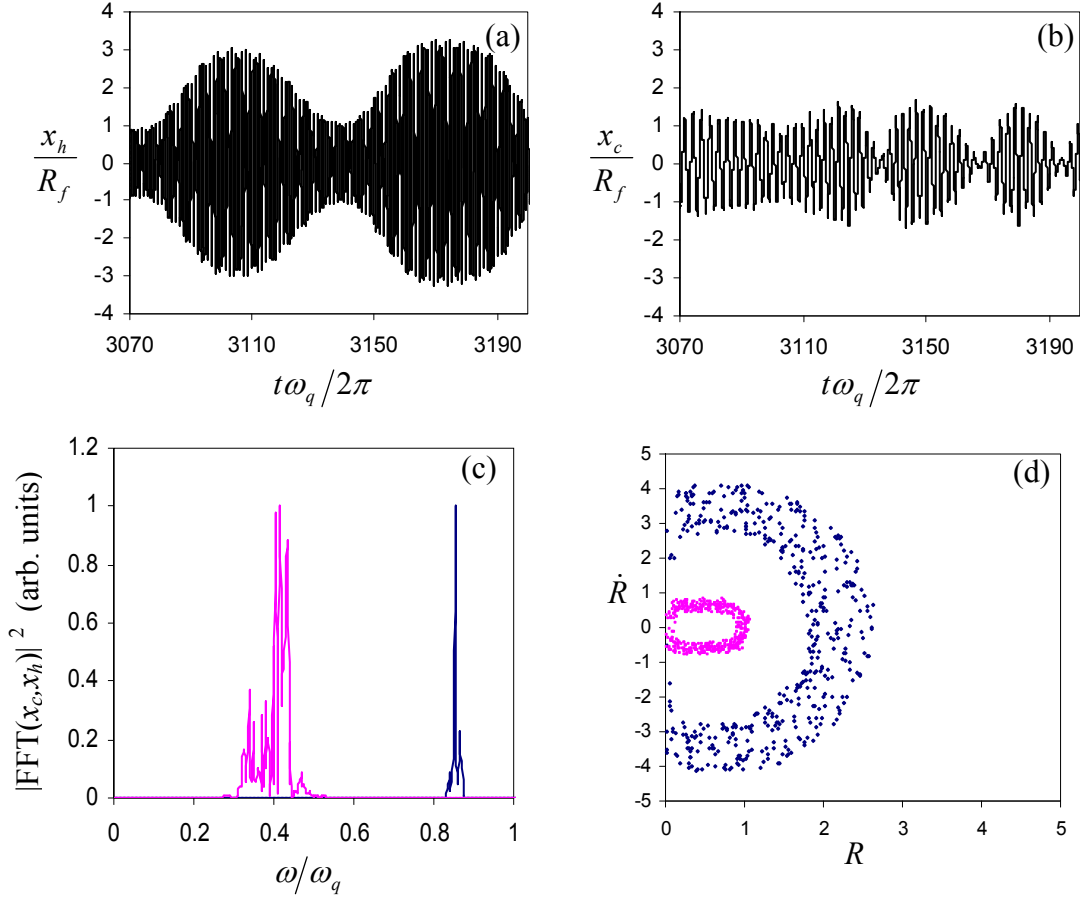 (a)
4
3
2
1
0
-1
-2
-3
-4
x_h / R_f
3070 3110 3150 3190
tω_q/2π
(b)
4
3
2
1
0
-1
-2
-3
-4
x_c / R_f
3070 3110 3150 3190
tω_q/2π
(c)
1.2
1
0.8
0.6
0.4
0.2
0
|FFT(x_c,x_h)|² (arb. units)
0 0.2 0.4 0.6 0.8 1
ω/ω_q
(d)
5
4
3
2
1
0
-1
-2
-3
-4
-5
Ṙ
0 1 2 3 4 5
R